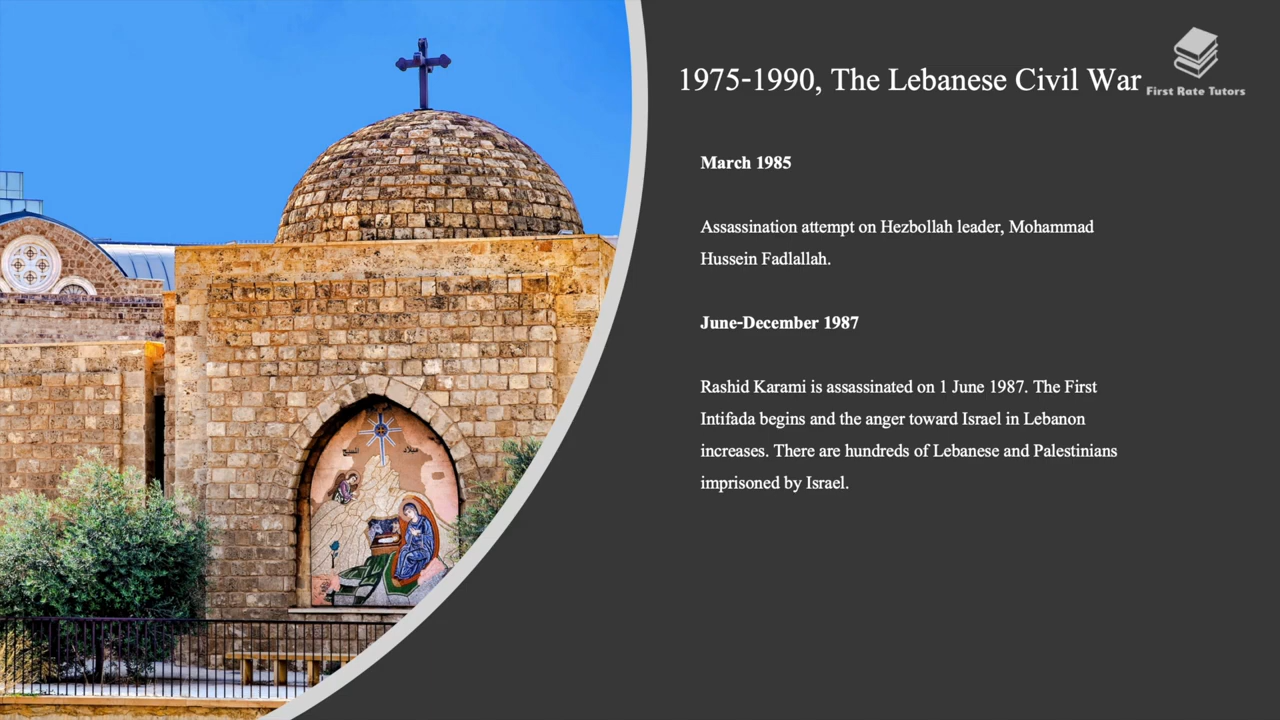 1975-1990, The Lebanese Civil War
First Rate Tutors
March 1985
Assassination attempt on Hezbollah leader, Mohammad
Hussein Fadlallah.
June-December 1987
Rashid Karami is assassinated on 1 June 1987. The First
Intifada begins and the anger toward Israel in Lebanon
increases. There are hundreds of Lebanese and Palestinians
imprisoned by Israel.
ميلاد المسيح